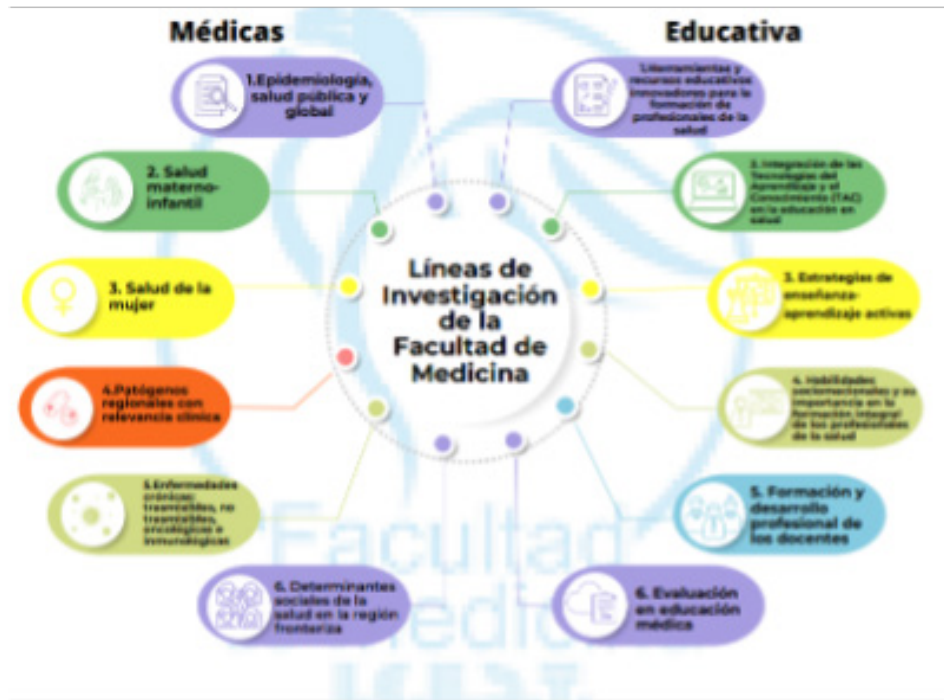 Médicas
1.Epidemiología,
salud pública y
global
2. Salud
materno-
infantil
3. Salud de la
mujer
4.Patógenos
regionales con
relevancia clínica
5.Enfermedades
crónicas:
trasmisibles, no
trasmisibles,
oncológicas e
inmunológicas
6. Determinantes
sociales de la
salud en la región
fronteriza
Líneas de
Investigación
de la
Facultad de
Medicina
Educativa
1.Herramientas y
recursos educativos
innovadores para la
formación de
profesionales de la
salud
2. Integración de las
Tecnologías del
Aprendizaje y el
Conocimiento (TAC)
en la educación en
salud
3. Estrategias de
enseñanza-
aprendizaje activas
4. Habilidades
socioemocionales y su
importancia en la
formación integral
de los profesionales
de la salud
5. Formación y
desarrollo
profesional de
los docentes
6. Evaluación
en educación
médica
Facultad